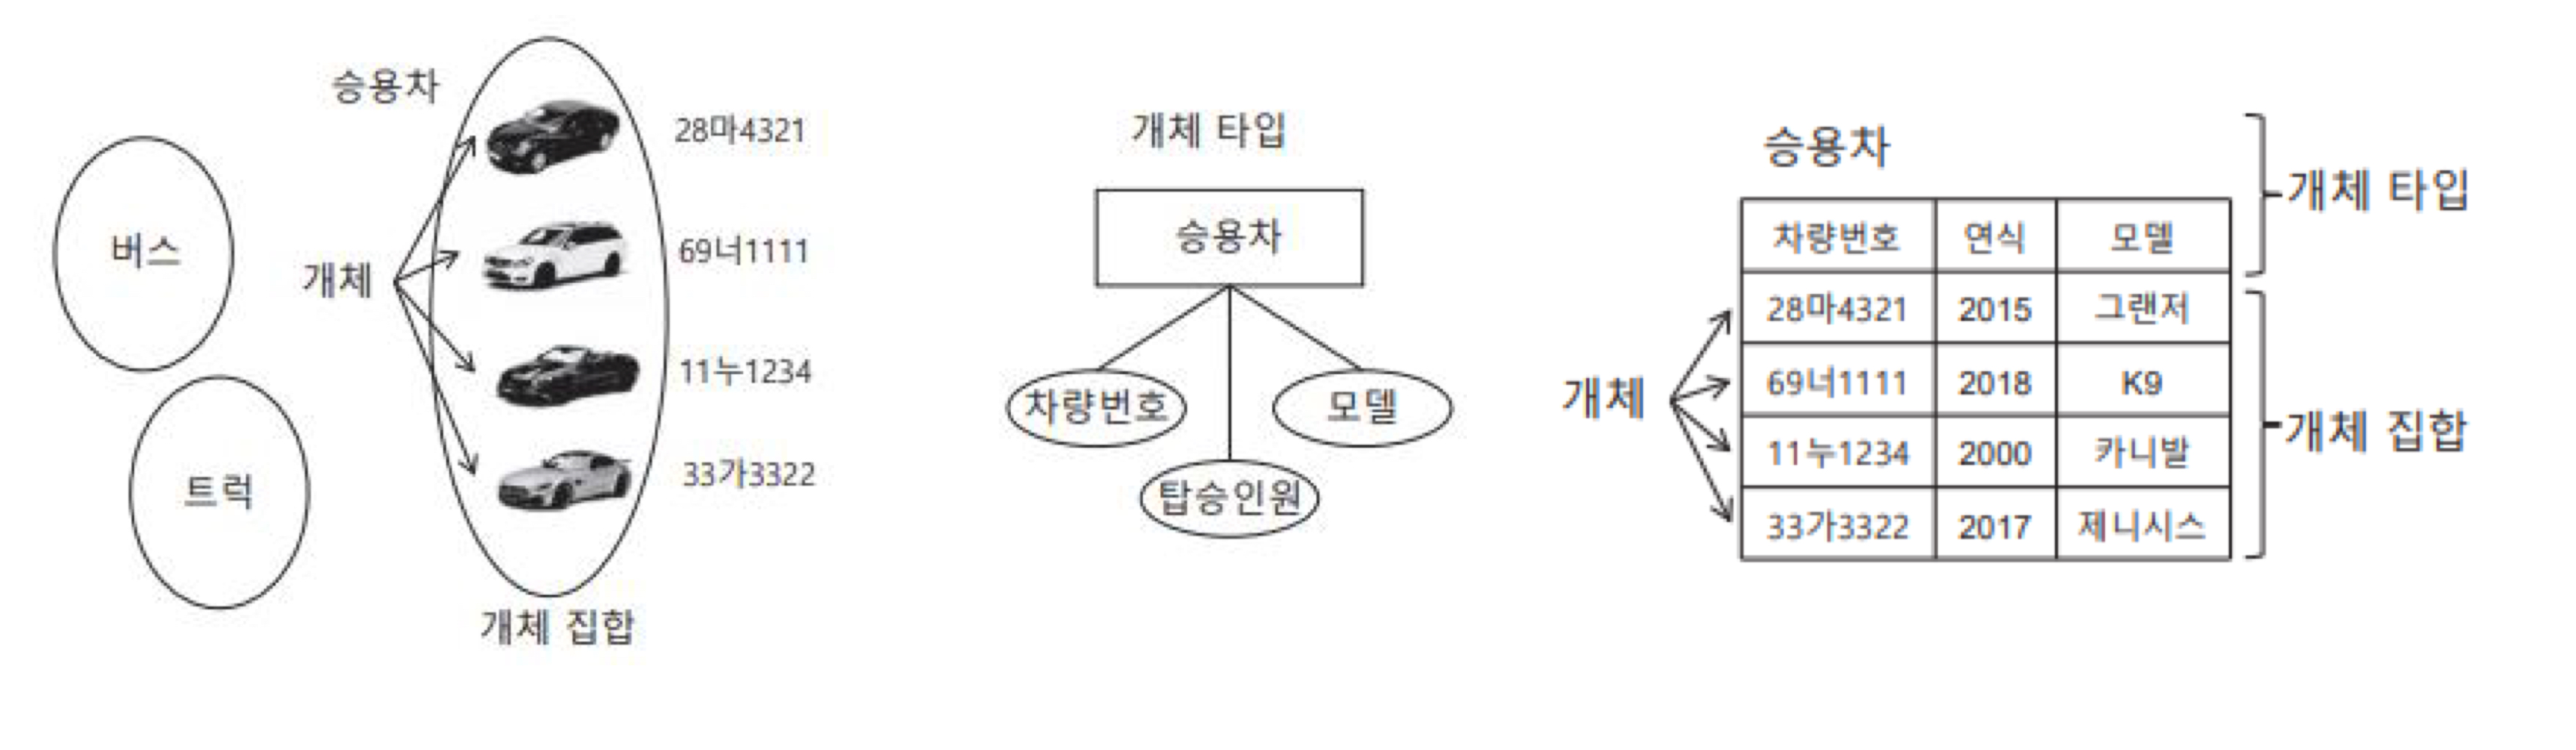 승용차
28마4321
69너1111
11누1234
33가3322
버스
트럭
개체
개체 집합
개체 타입
승용차
차량번호
탑승인원
모델
승용차
차량번호 연식 모델
28마4321 2015 그랜저
69너1111 2018 K9
11누1234 2000 카니발
33가3322 2017 제니시스
개체
개체 타입
개체 집합